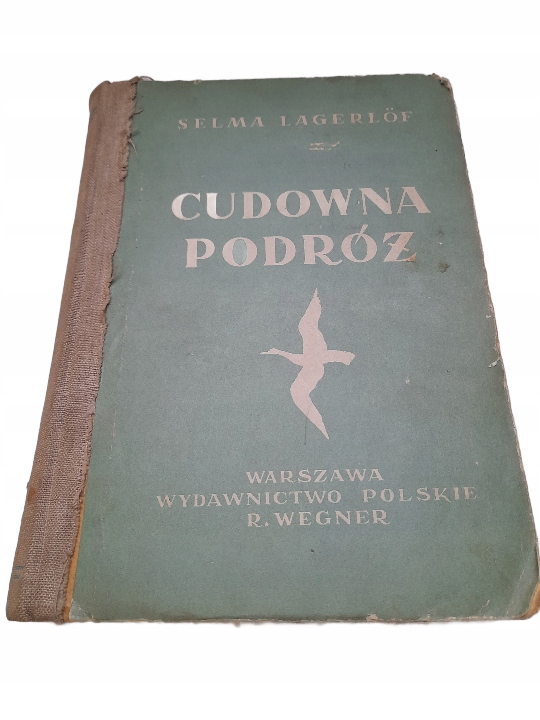 SELMA LAGERLÖF
CUDOWNA
PODRÓŻ
WARSZAWA
WYDAWNICTWO POLSKIE
R. WEGNER